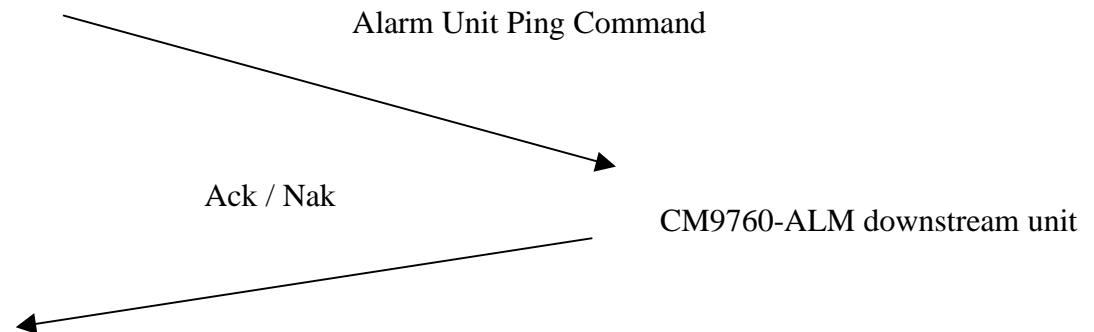 Alarm Unit Ping Command
Ack / Nak
CM9760-ALM downstream unit